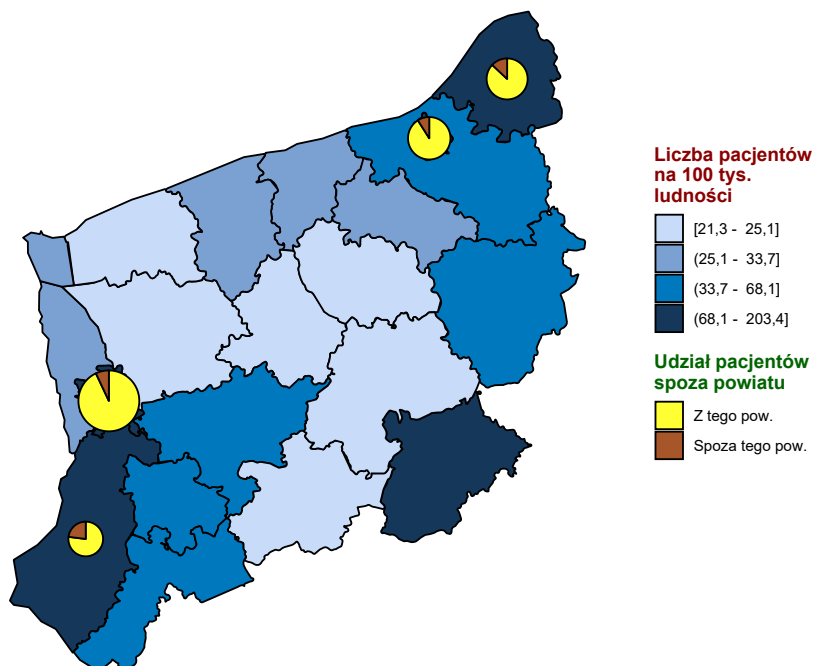 Liczba pacjentów
na 100 tys.
ludności
[21,3 - 25,1]
(25,1 - 33,7]
(33,7 - 68,1]
(68,1 - 203,4]
Udział pacjentów
spoza powiatu
Z tego pow.
Spoza tego pow.